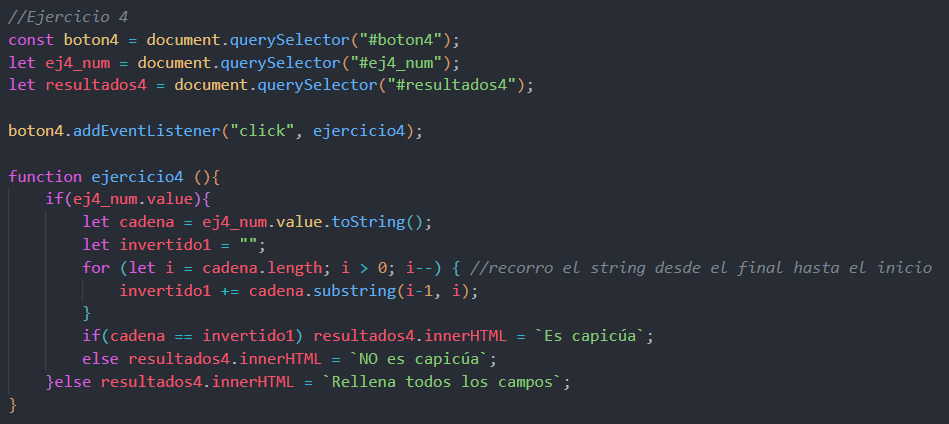 //Ejercicio 4
const boton4 = document.querySelector("#boton4");
let ej4_num = document.querySelector("#ej4_num");
let resultados4 = document.querySelector("#resultados4");

boton4.addEventListener("click", ejercicio4);

function ejercicio4 (){
    if(ej4_num.value){
        let cadena = ej4_num.value.toString();
        let invertido1 = "";
        for (let i = cadena.length; i > 0; i--) { //recorro el string desde el final hasta el inicio
            invertido1 += cadena.substring(i-1, i);
        }
        if(cadena == invertido1) resultados4.innerHTML = `Es capicúa`;
        else resultados4.innerHTML = `NO es capicúa`;
    }else resultados4.innerHTML = `Rellena todos los campos`;
}